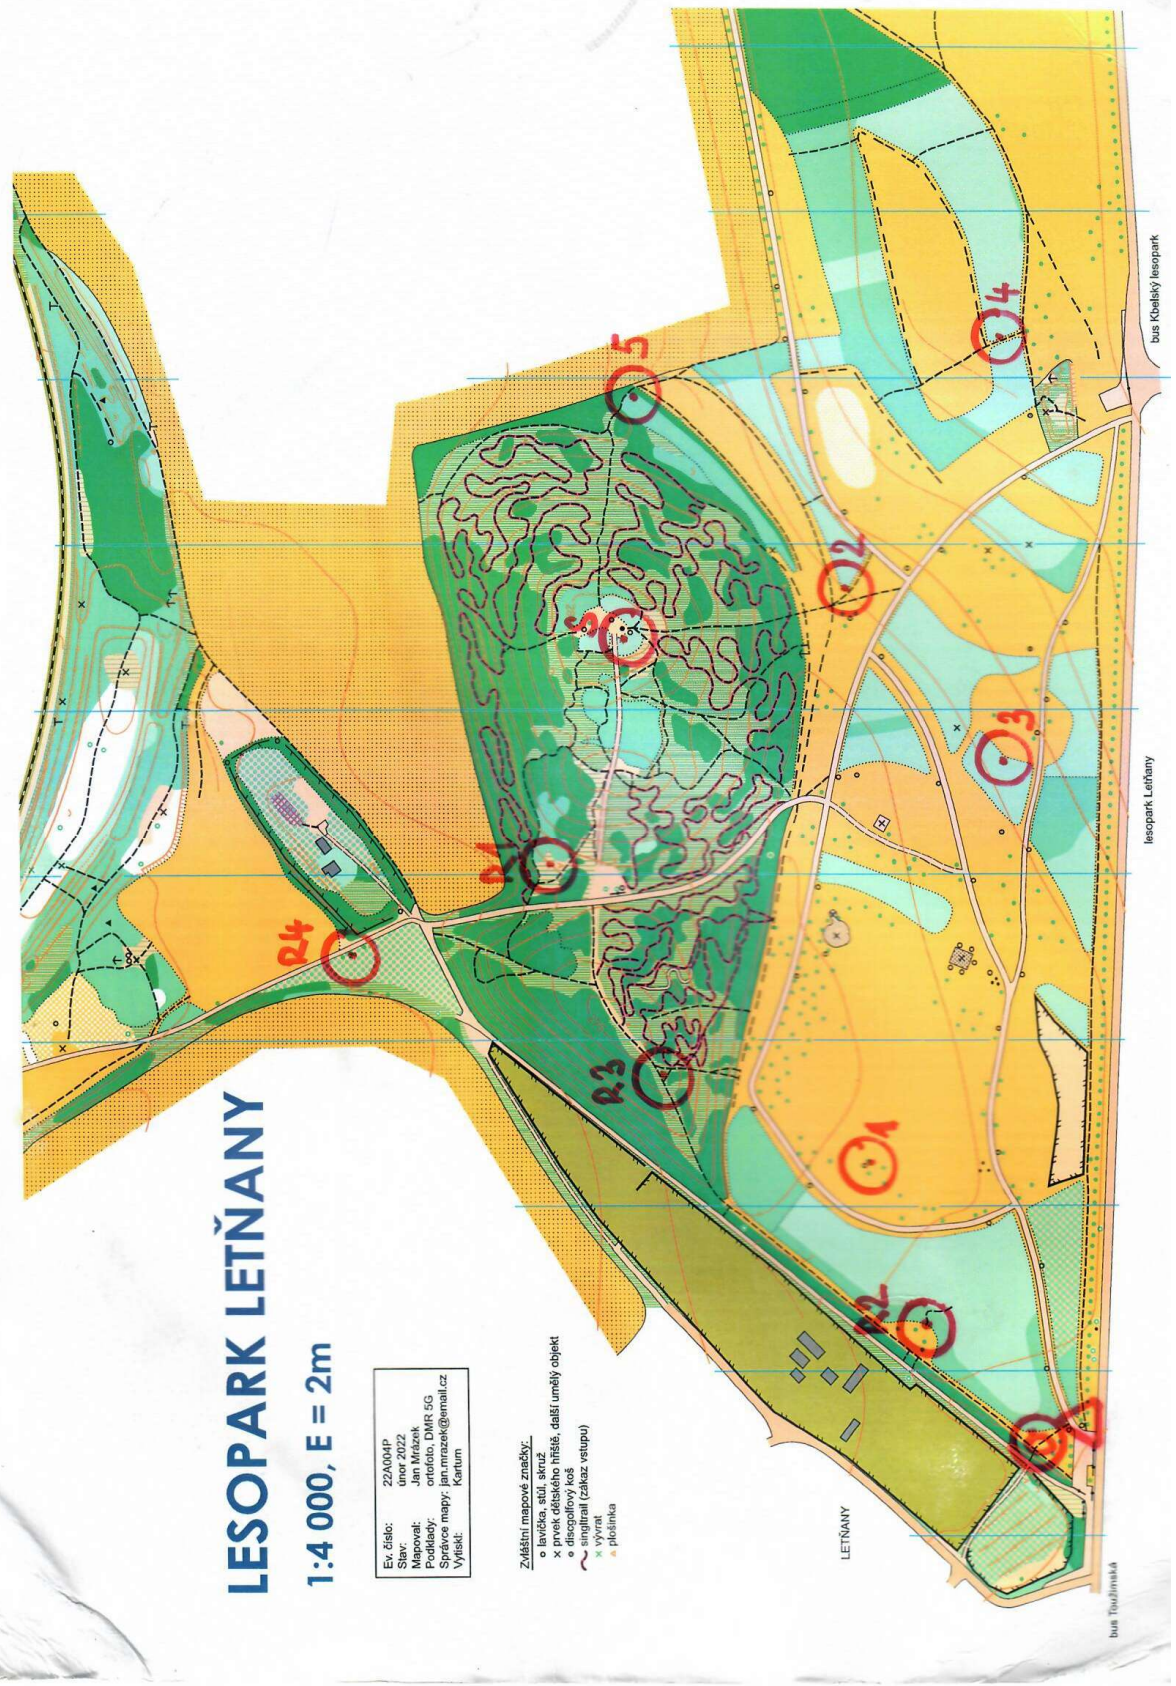 LESOPARK LETŇANY
1:4 000, E = 2m
Ev. číslo: 22A004P
Stav: únor 2022
Mapoval: Jan Mrázek
Podklady: ortofoto, DMR 5G
Správce mapy: jan.mrazek@email.cz
Vytiskl: Kartum
Zvláštní mapové značky:
o lavička, stůl, skruž
x prvek dětského hřiště, další umělý objekt
o discgolfový koš
singltrail (zákaz vstupu)
x vývrat
plošinka
LETŇANY
bus Toužimská
lesopark Letňany
bus Kbelský lesopark
R4
R3
R2
R1
S
1
2
3
4
5